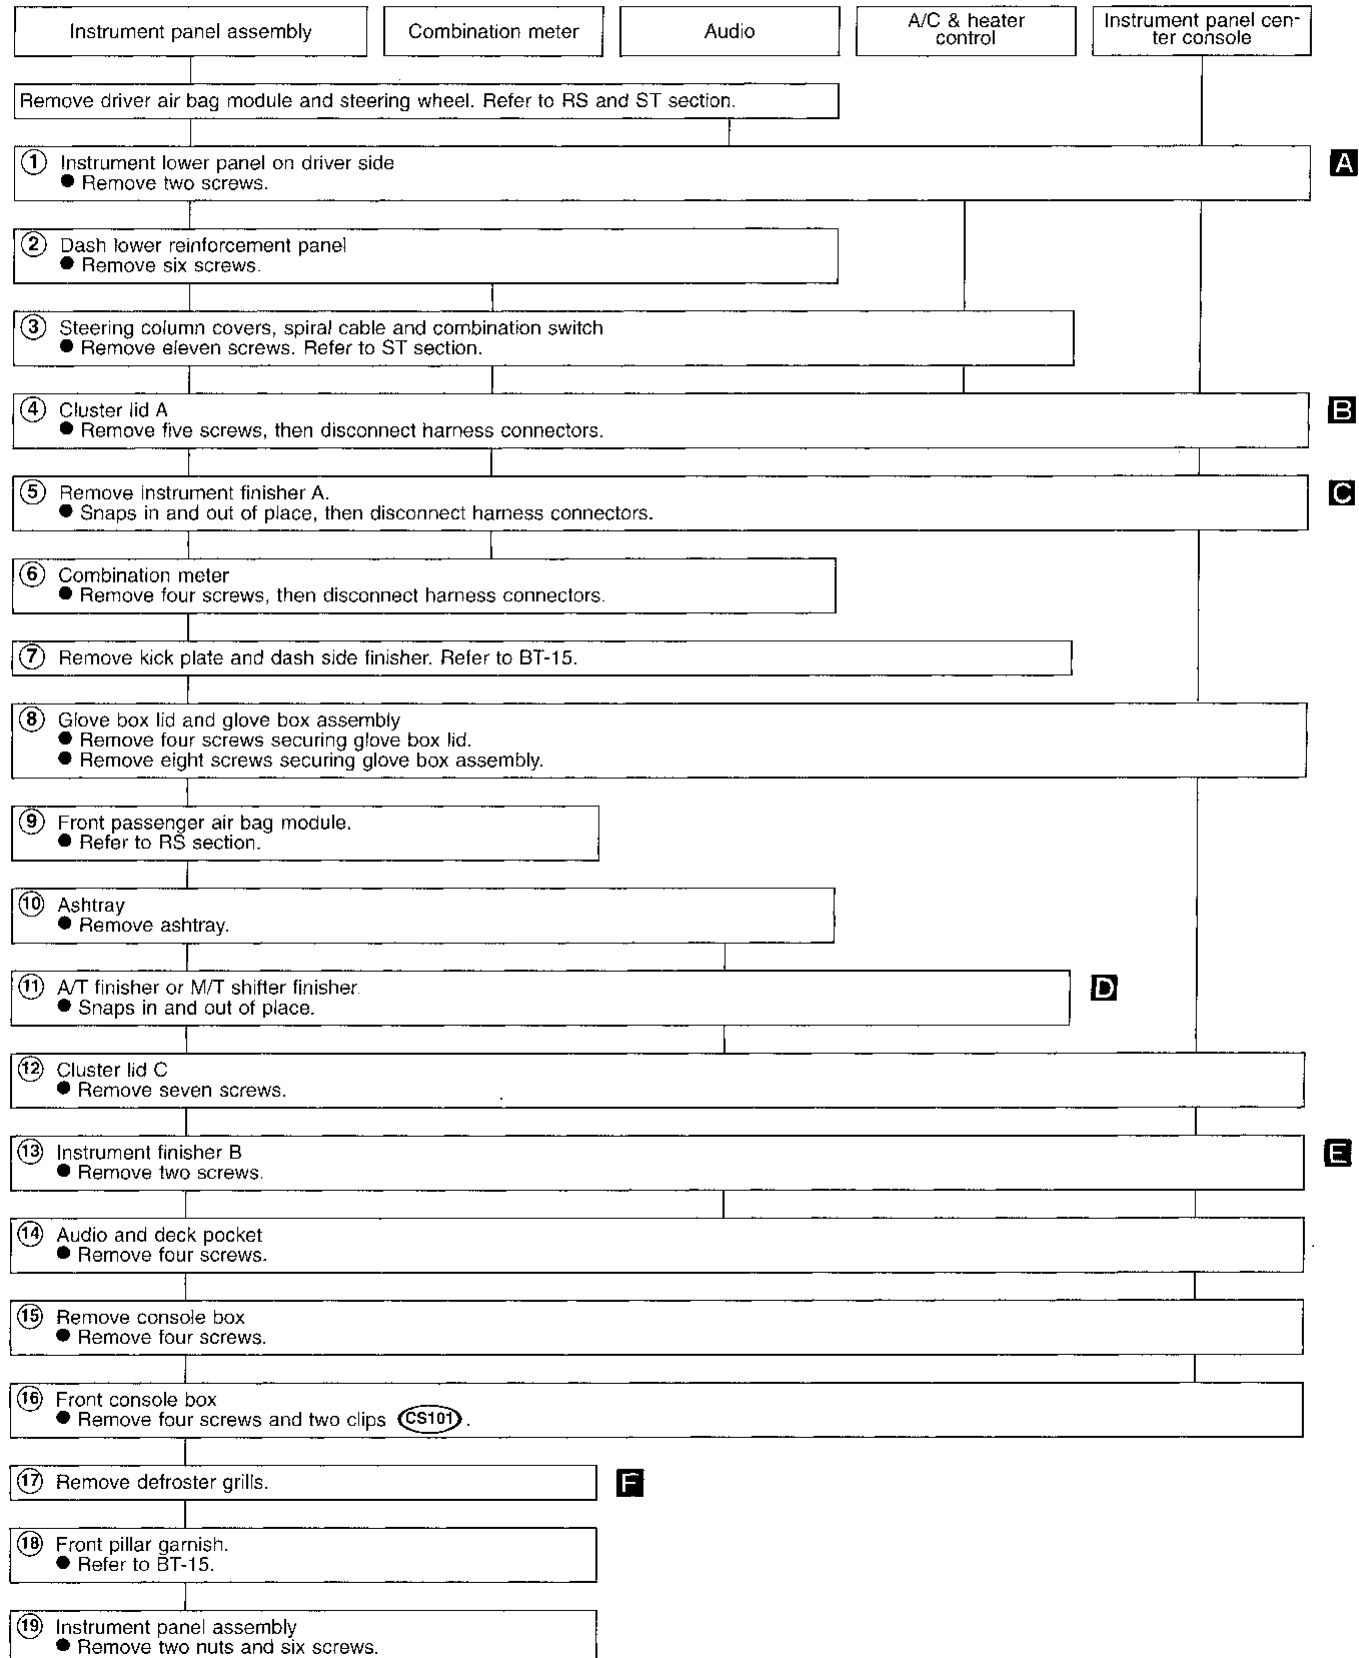 Instrument panel assembly
Combination meter
Audio
A/C & heater
control
Instrument panel cen-
ter console
Remove driver air bag module and steering wheel. Refer to RS and ST section.
① Instrument lower panel on driver side
● Remove two screws.
A
② Dash lower reinforcement panel
● Remove six screws.
③ Steering column covers, spiral cable and combination switch
● Remove eleven screws. Refer to ST section.
④ Cluster lid A
● Remove five screws, then disconnect harness connectors.
B
⑤ Remove instrument finisher A.
● Snaps in and out of place, then disconnect harness connectors.
C
⑥ Combination meter
● Remove four screws, then disconnect harness connectors.
⑦ Remove kick plate and dash side finisher. Refer to BT-15.
⑧ Glove box lid and glove box assembly
● Remove four screws securing glove box lid.
● Remove eight screws securing glove box assembly.
⑨ Front passenger air bag module.
● Refer to RS section.
⑩ Ashtray
● Remove ashtray.
⑪ A/T finisher or M/T shifter finisher.
● Snaps in and out of place.
D
⑫ Cluster lid C
● Remove seven screws.
⑬ Instrument finisher B
● Remove two screws.
E
⑭ Audio and deck pocket
● Remove four screws.
⑮ Remove console box
● Remove four screws.
⑯ Front console box
● Remove four screws and two clips CS101.
⑰ Remove defroster grills.
F
⑱ Front pillar garnish.
● Refer to BT-15.
⑲ Instrument panel assembly
● Remove two nuts and six screws.